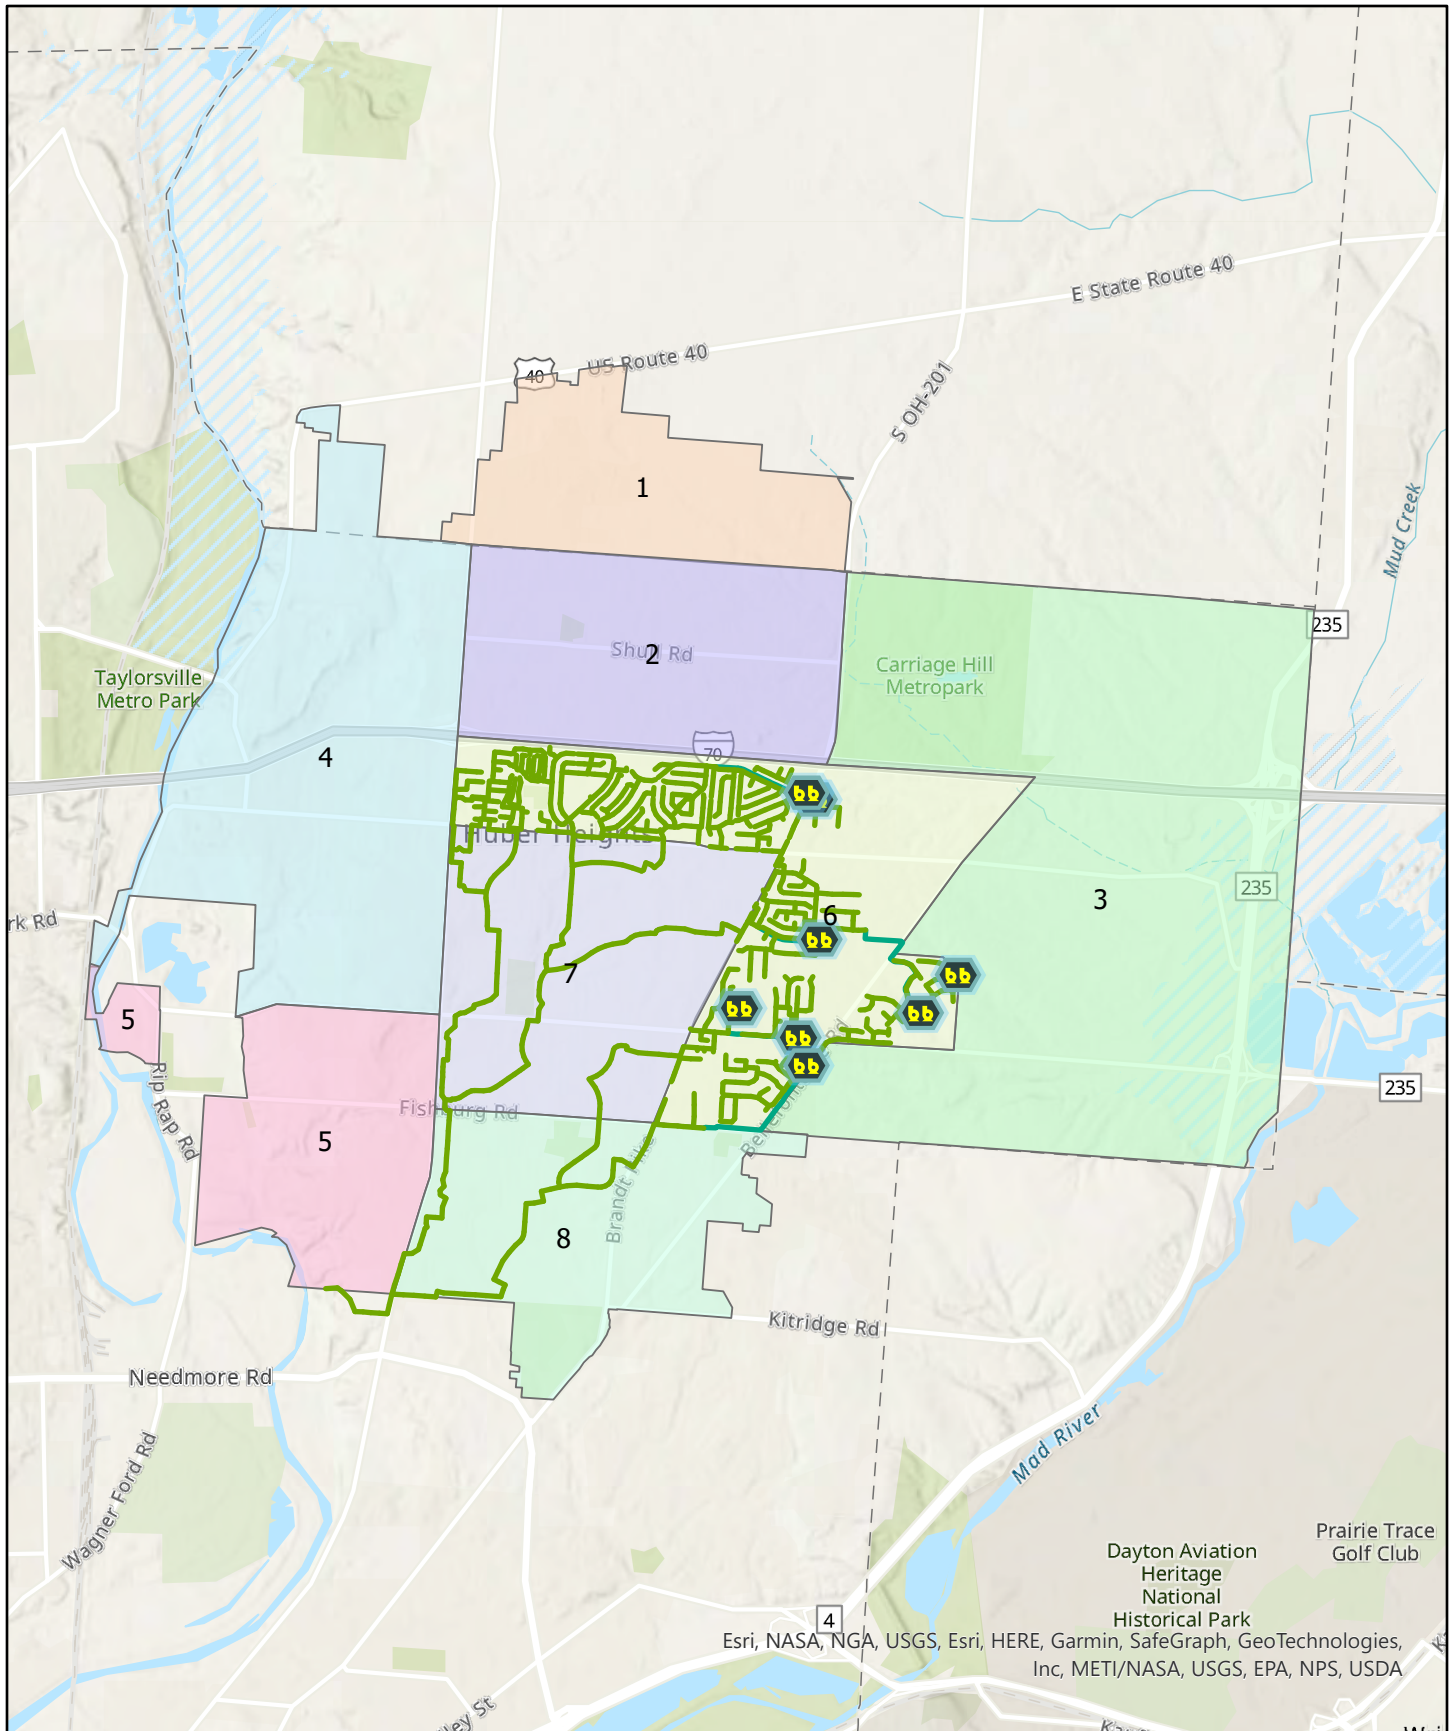 E State Route 40
US Route 40
40
S OH-201
1
Mud Creek
235
Shull Rd
2
Carriage Hill
Metropark
Taylorsville
Metro Park
70
4
Huber Heights
235
3
6
rk Rd
7
5
Rd
235
Rip Rap Rd
Fishburg Rd
5
Brandt Pike
8
Kitridge Rd
Needmore Rd
Mad River
Wagner Ford Rd
Prairie Trace
Golf Club
Dayton Aviation
Heritage
National
Historical Park
4
Esri, NASA, NGA, USGS, Esri, HERE, Garmin, SafeGraph, GeoTechnologies,
Inc, METI/NASA, USGS, EPA, NPS, USDA
ley St